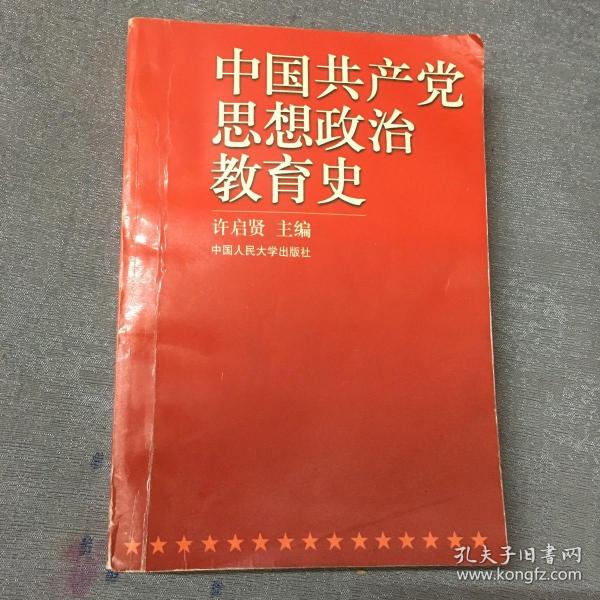 中国共产党
思想政治
教育史
许启贤 主编
中国人民大学出版社
孔夫子旧书网
www.kongfz.com